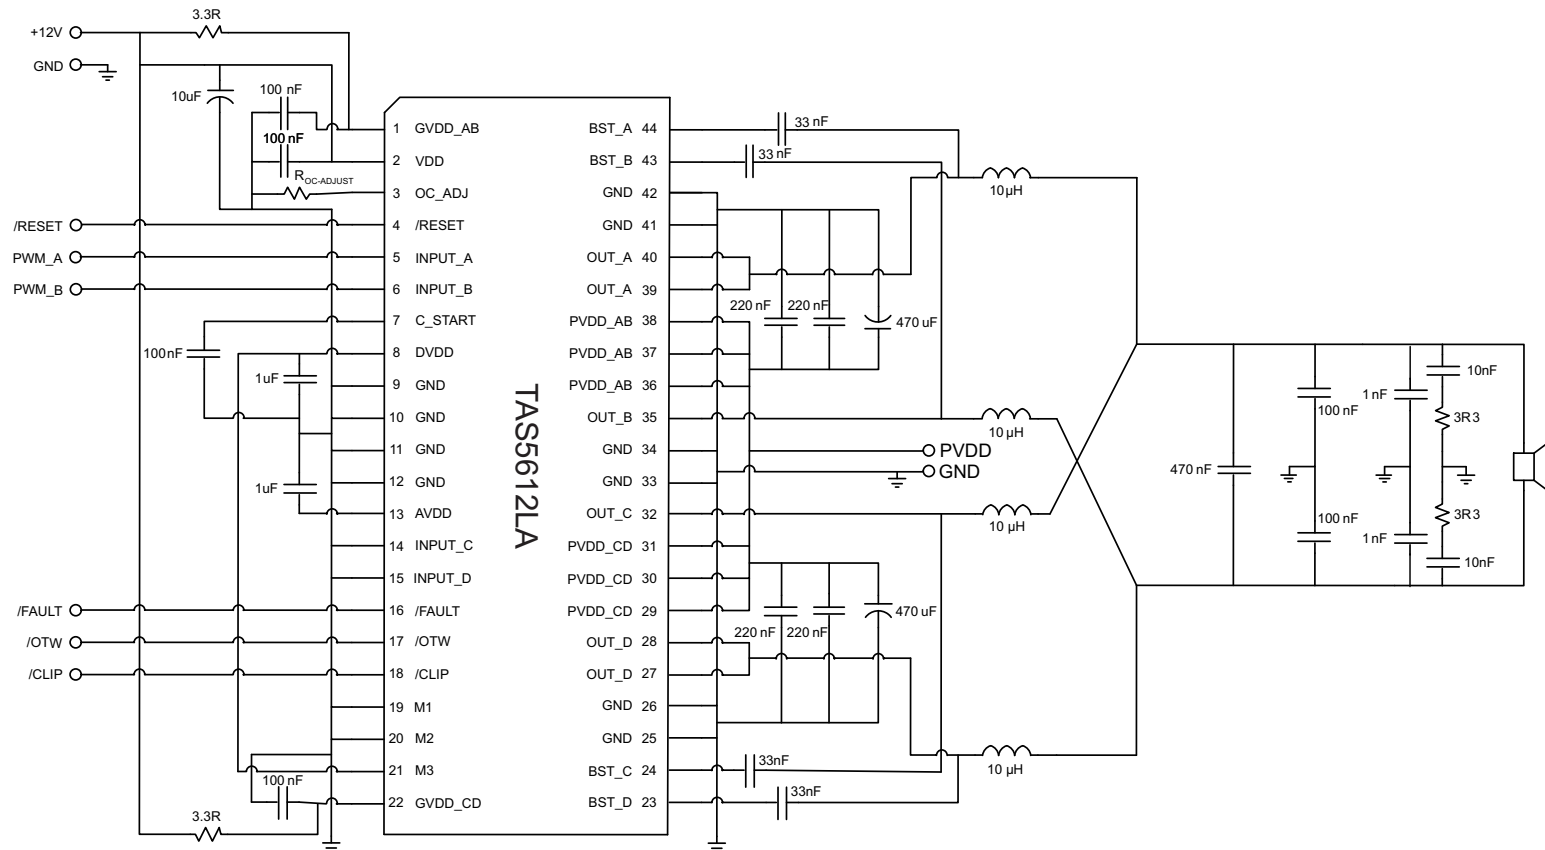 3.3R
+12V
GND
10uF
100 nF
100 nF
R OC-ADJUST
/RESET
PWM_A
PWM_B
100 nF
1uF
1uF
/FAULT
/OTW
/CLIP
100 nF
3.3R
1 GVDD_AB
2 VDD
3 OC_ADJ
4 /RESET
5 INPUT_A
6 INPUT_B
7 C_START
8 DVDD
9 GND
10 GND
11 GND
12 GND
13 AVDD
14 INPUT_C
15 INPUT_D
16 /FAULT
17 /OTW
18 /CLIP
19 M1
20 M2
21 M3
22 GVDD_CD
TAS5612LA
BST_A 44
BST_B 43
GND 42
GND 41
OUT_A 40
OUT_A 39
PVDD_AB 38
PVDD_AB 37
PVDD_AB 36
OUT_B 35
GND 34
GND 33
OUT_C 32
PVDD_CD 31
PVDD_CD 30
PVDD_CD 29
OUT_D 28
OUT_D 27
GND 26
GND 25
BST_C 24
BST_D 23
33 nF
33 nF
10 µH
220 nF
220 nF
470 uF
10 µH
PVDD
GND
10 µH
470 uF
220 nF
220 nF
33nF
10 µH
33nF
470 nF
100 nF
100 nF
1 nF
1 nF
10nF
3R3
3R3
10nF